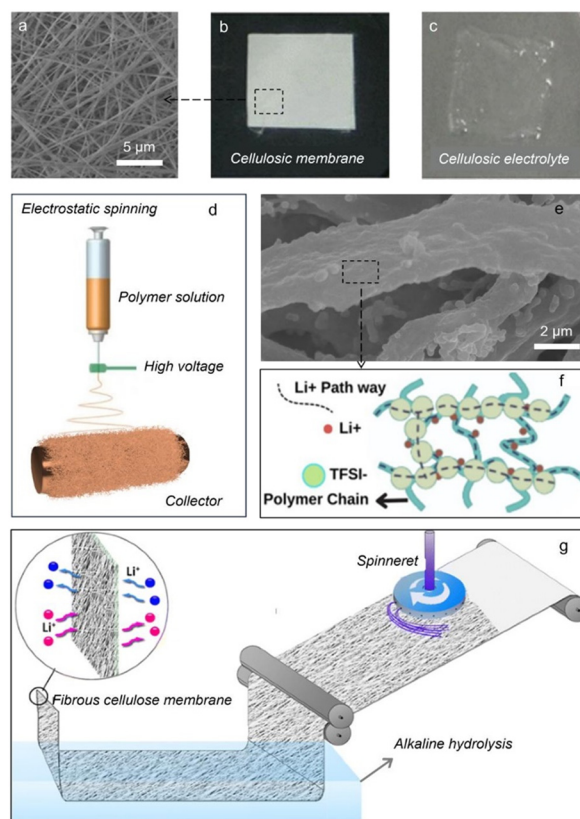 a
5 μm
b
Cellulosic membrane
c
Cellulosic electrolyte
Electrostatic spinning
d
Polymer solution
High voltage
Collector
e
2 μm
f
Li+ Path way
Li+
TFSI-
Polymer Chain
g
Spinneret
Li⁺
Li⁺
Fibrous cellulose membrane
Alkaline hydrolysis